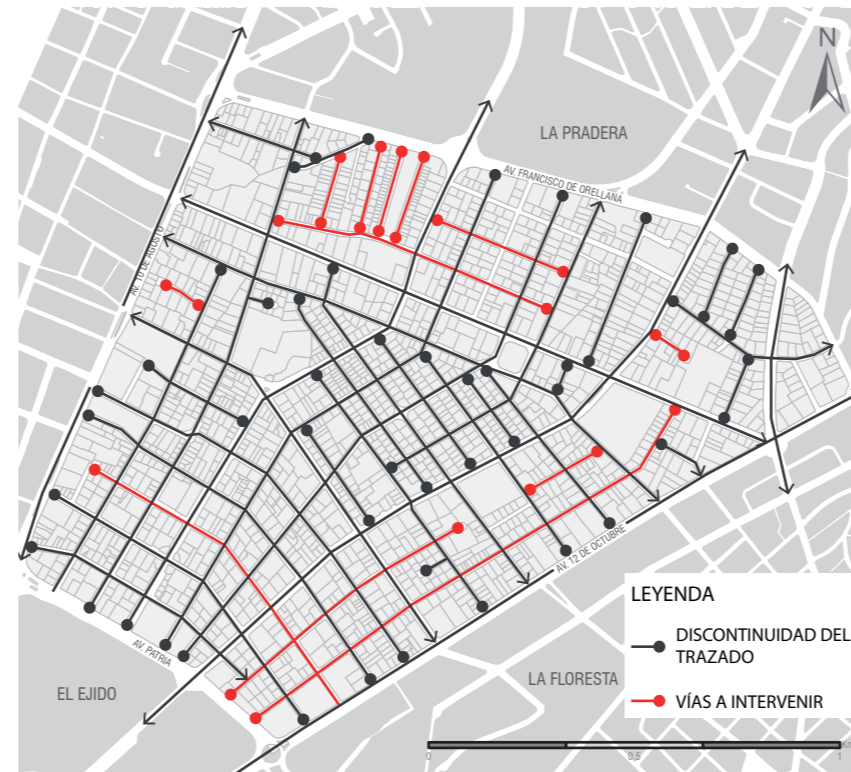 N
LA PRADERA
AV. FRANCISCO DE ORELLANA
AV. 10 DE AGOSTO
AV. 12 DE OCTUBRE
AV. PATRIA
EL EJIDO
LA FLORESTA
LEYENDA
DISCONTINUIDAD DEL
TRAZADO
VÍAS A INTERVENIR
Km
0
0,5
1